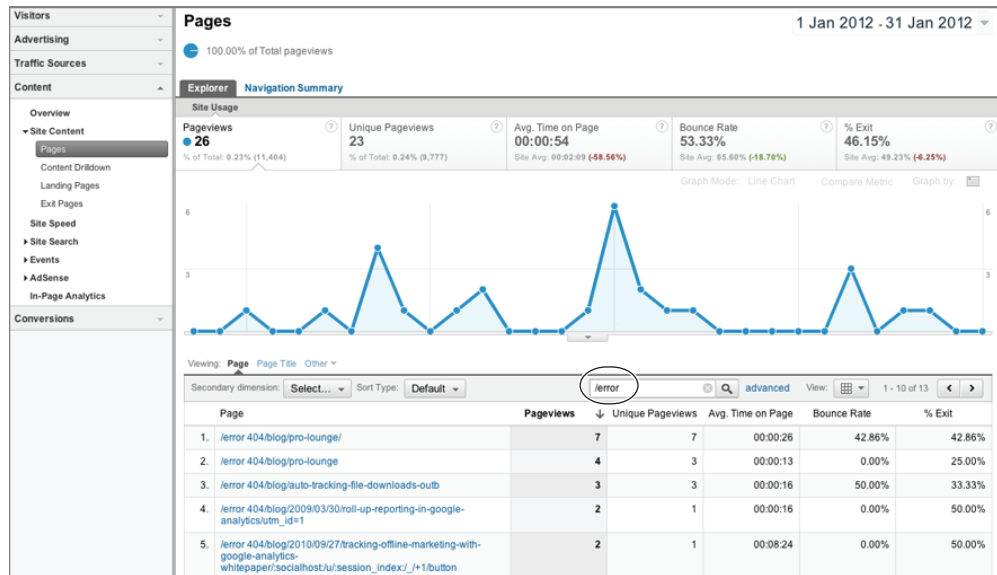 Visitors
Advertising
Traffic Sources
Content
Overview
Site Content
Pages
Content Drilldown
Landing Pages
Exit Pages
Site Speed
Site Search
Events
AdSense
In-Page Analytics
Conversions
Pages
1 Jan 2012 - 31 Jan 2012
100.00% of Total pageviews
Explorer Navigation Summary
Site Usage
Pageviews ? Unique Pageviews ? Avg. Time on Page ? Bounce Rate ? % Exit ?
26 23 00:00:54 53.33% 46.15%
% of Total: 0.23% (11,404) % of Total: 0.24% (9,777) Site Avg: 00:02:09 (-58.56%) Site Avg: 65.60% (-18.70%) Site Avg: 49.23% (-6.25%)
Graph Mode: Line Chart Compare Metric Graph by:
6 6
3 3
Viewing: Page Page Title Other
Secondary dimension: Select... Sort Type: Default /error advanced View: 1 - 10 of 13
Page Pageviews Unique Pageviews Avg. Time on Page Bounce Rate % Exit
1. /error 404/blog/pro-lounge/ 7 7 00:00:26 42.86% 42.86%
2. /error 404/blog/pro-lounge 4 3 00:00:13 0.00% 25.00%
3. /error 404/blog/auto-tracking-file-downloads-outb 3 3 00:00:16 50.00% 33.33%
4. /error 404/blog/2009/03/30/roll-up-reporting-in-google- 2 1 00:00:16 0.00% 50.00%
analytics/utm_id=1
5. /error 404/blog/2010/09/27/tracking-offline-marketing-with- 2 1 00:08:24 0.00% 50.00%
google-analytics-
whitepaper/:socialhost:/u/:session_index:/_/+1/button